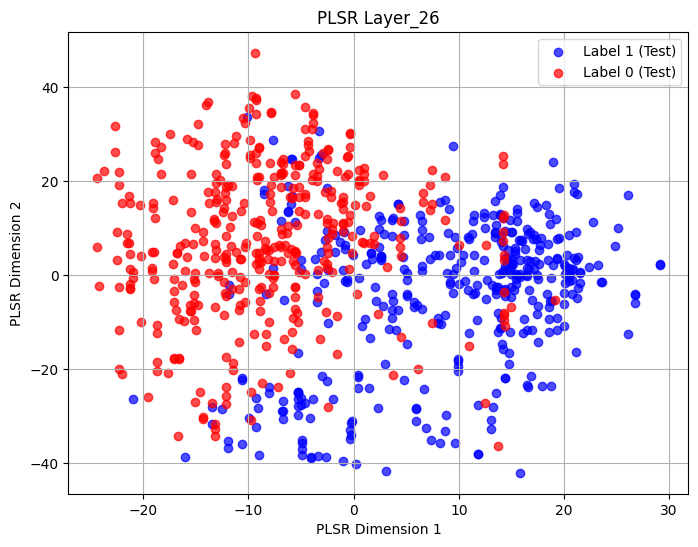 PLSR Layer_26
Label 1 (Test)
Label 0 (Test)
40
20
0
−20
−40
PLSR Dimension 2
−20
−10
0
10
20
30
PLSR Dimension 1